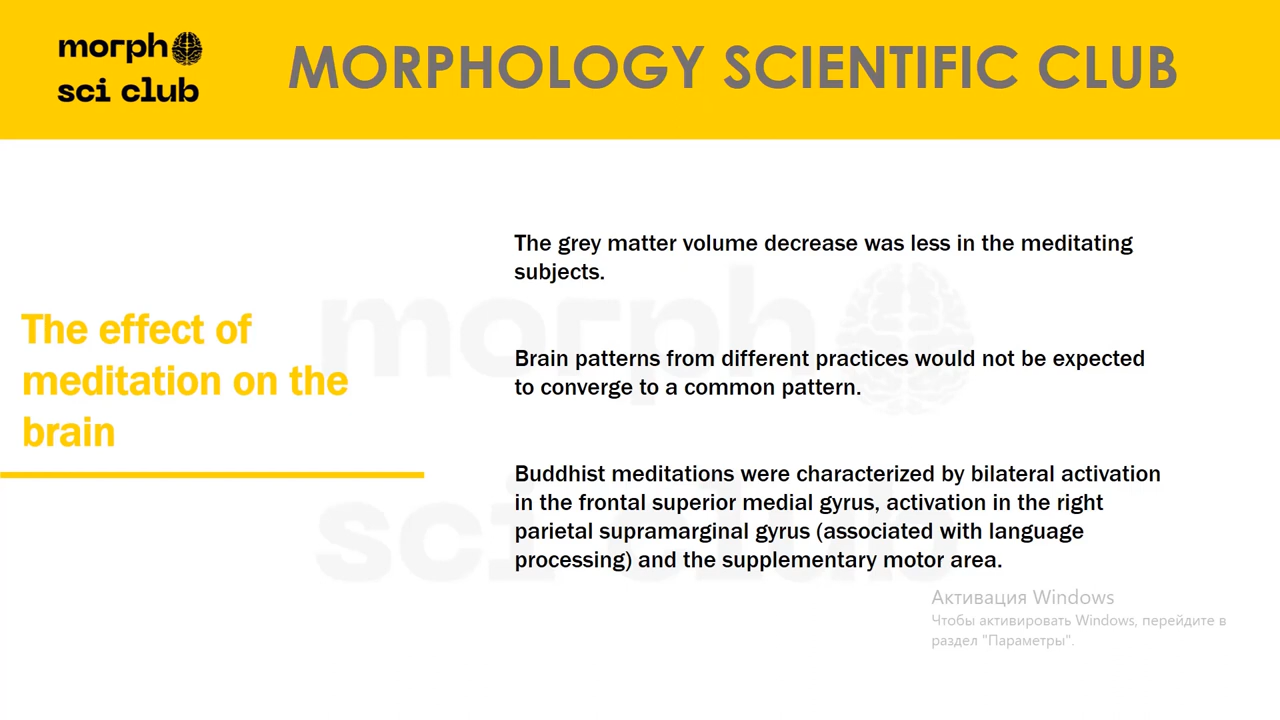 morph
sci club
MORPHOLOGY SCIENTIFIC CLUB
The effect of
meditation on the
brain
The grey matter volume decrease was less in the meditating
subjects.
Brain patterns from different practices would not be expected
to converge to a common pattern.
Buddhist meditations were characterized by bilateral activation
in the frontal superior medial gyrus, activation in the right
parietal supramarginal gyrus (associated with language
processing) and the supplementary motor area.
morph
sci club
Активация Windows
Чтобы активировать Windows, перейдите в
раздел "Параметры".